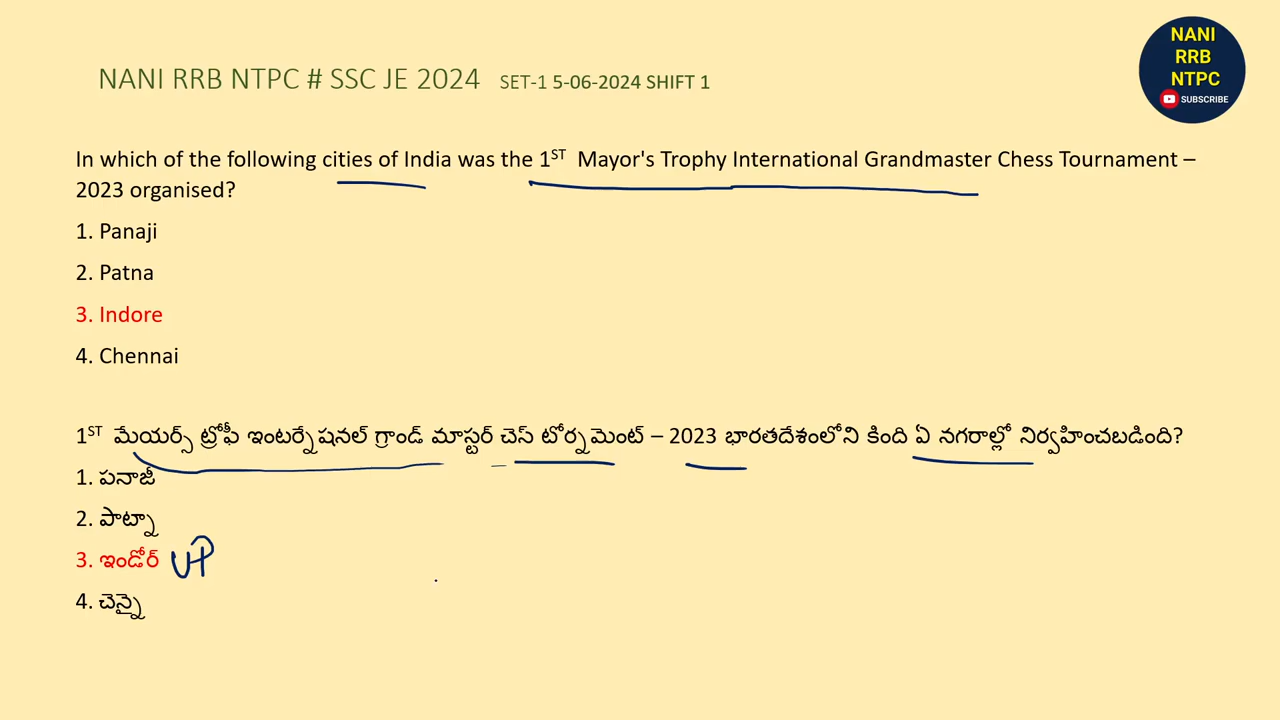 NANI RRB NTPC # SSC JE 2024 SET-1 5-06-2024 SHIFT 1
NANI
RRB
NTPC
SUBSCRIBE
In which of the following cities of India was the 1ST Mayor's Trophy International Grandmaster Chess Tournament –
2023 organised?
1. Panaji
2. Patna
3. Indore
4. Chennai
1ST మేయర్స్ ట్రోఫీ ఇంటర్నేషనల్ గ్రాండ్ మాస్టర్ చెస్ టోర్నమెంట్ – 2023 భారతదేశంలోని కింది ఏ నగరాల్లో నిర్వహించబడింది?
1. పనాజీ
2. పాట్నా
3. ఇండోర్ UP
4. చెన్నై